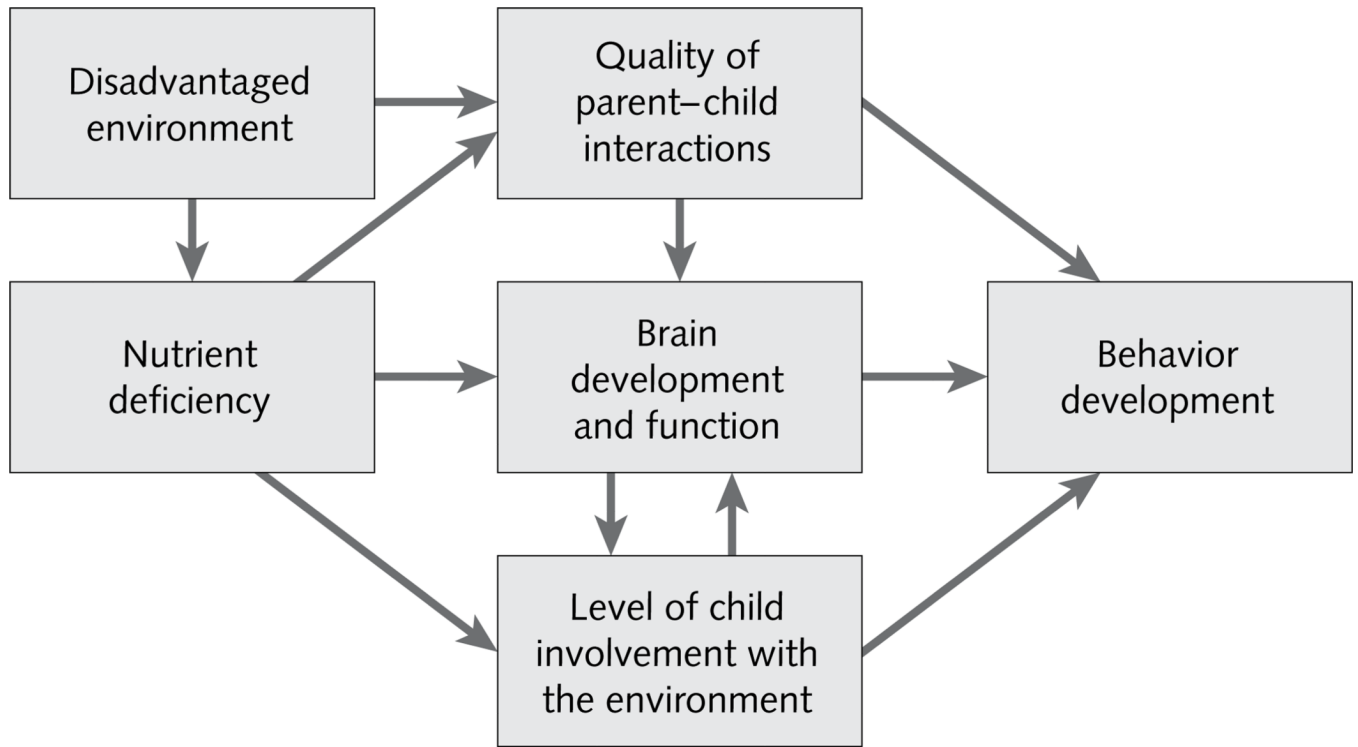 Disadvantaged
environment
Quality of
parent–child
interactions
Nutrient
deficiency
Brain
development
and function
Behavior
development
Level of child
involvement with
the environment